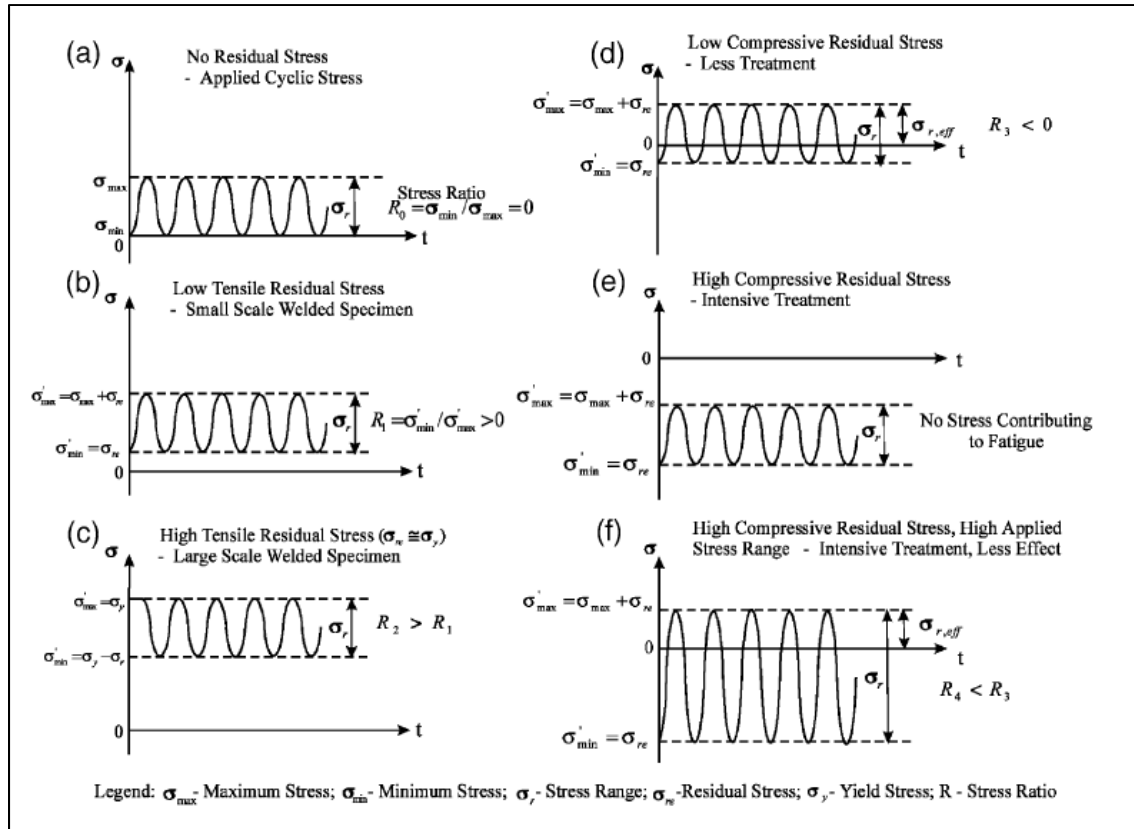 (a)
No Residual Stress
- Applied Cyclic Stress
σ
σmax
σmin
0
σr
Stress Ratio
R0 = σmin/σmax = 0
t
(b)
Low Tensile Residual Stress
- Small Scale Welded Specimen
σ
σ'max = σmax + σre
σ'min = σre
0
σr
R1 = σ'min/σ'max > 0
t
(c)
High Tensile Residual Stress (σre ≅ σy)
- Large Scale Welded Specimen
σ
σ'max = σy
σ'min = σy − σr
0
σr
R2 > R1
t
(d)
Low Compressive Residual Stress
- Less Treatment
σ
σ'max = σmax + σre
0
σ'min = σre
σr
σr,eff
R3 < 0
t
(e)
High Compressive Residual Stress
- Intensive Treatment
σ
0
t
σ'max = σmax + σre
σ'min = σre
σr
No Stress Contributing
to Fatigue
(f)
High Compressive Residual Stress, High Applied
Stress Range - Intensive Treatment, Less Effect
σ
σ'max = σmax + σre
0
σr,eff
t
σr
R4 < R3
σ'min = σre
Legend: σmax- Maximum Stress; σmin- Minimum Stress; σr- Stress Range; σre-Residual Stress; σy- Yield Stress; R - Stress Ratio